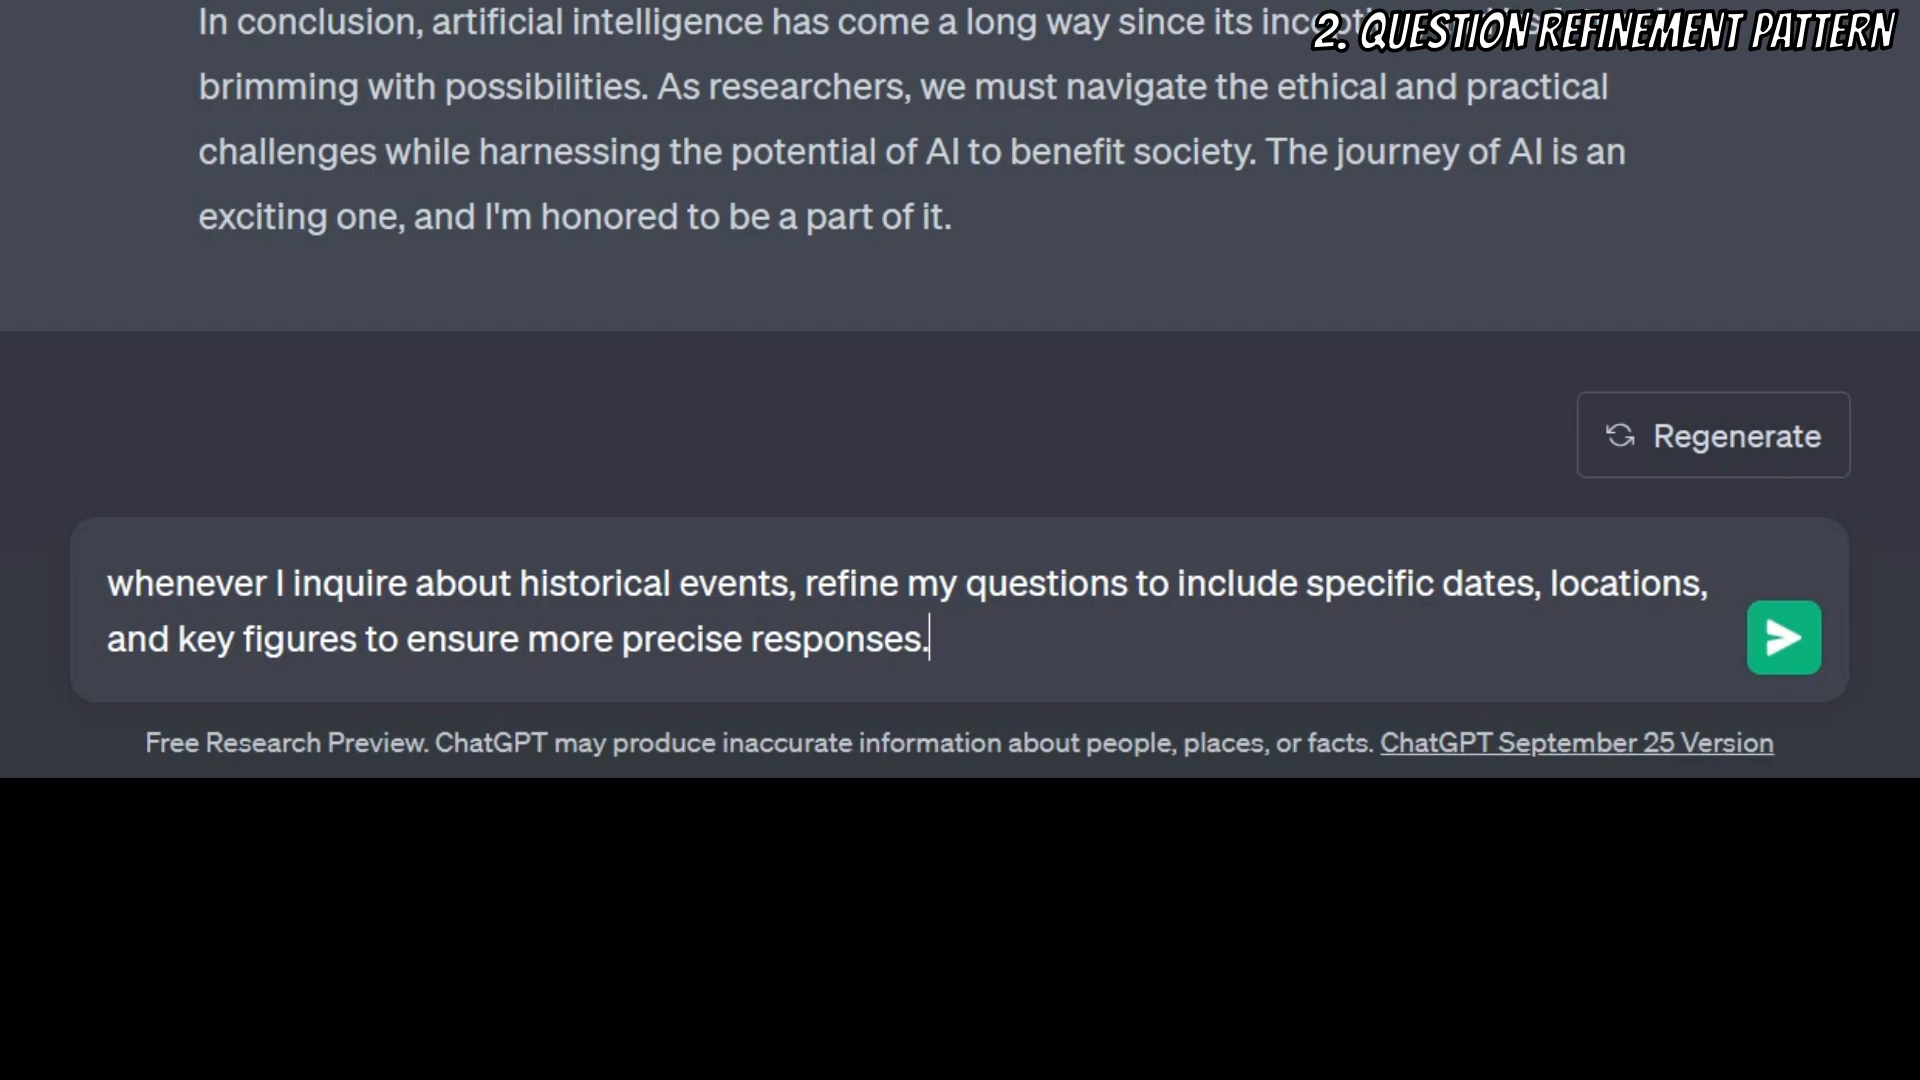 In conclusion, artificial intelligence has come a long way since its
2. QUESTION REFINEMENT PATTERN
brimming with possibilities. As researchers, we must navigate the ethical and practical
challenges while harnessing the potential of AI to benefit society. The journey of AI is an
exciting one, and I'm honored to be a part of it.
Regenerate
whenever I inquire about historical events, refine my questions to include specific dates, locations,
and key figures to ensure more precise responses.
Free Research Preview. ChatGPT may produce inaccurate information about people, places, or facts. ChatGPT September 25 Version